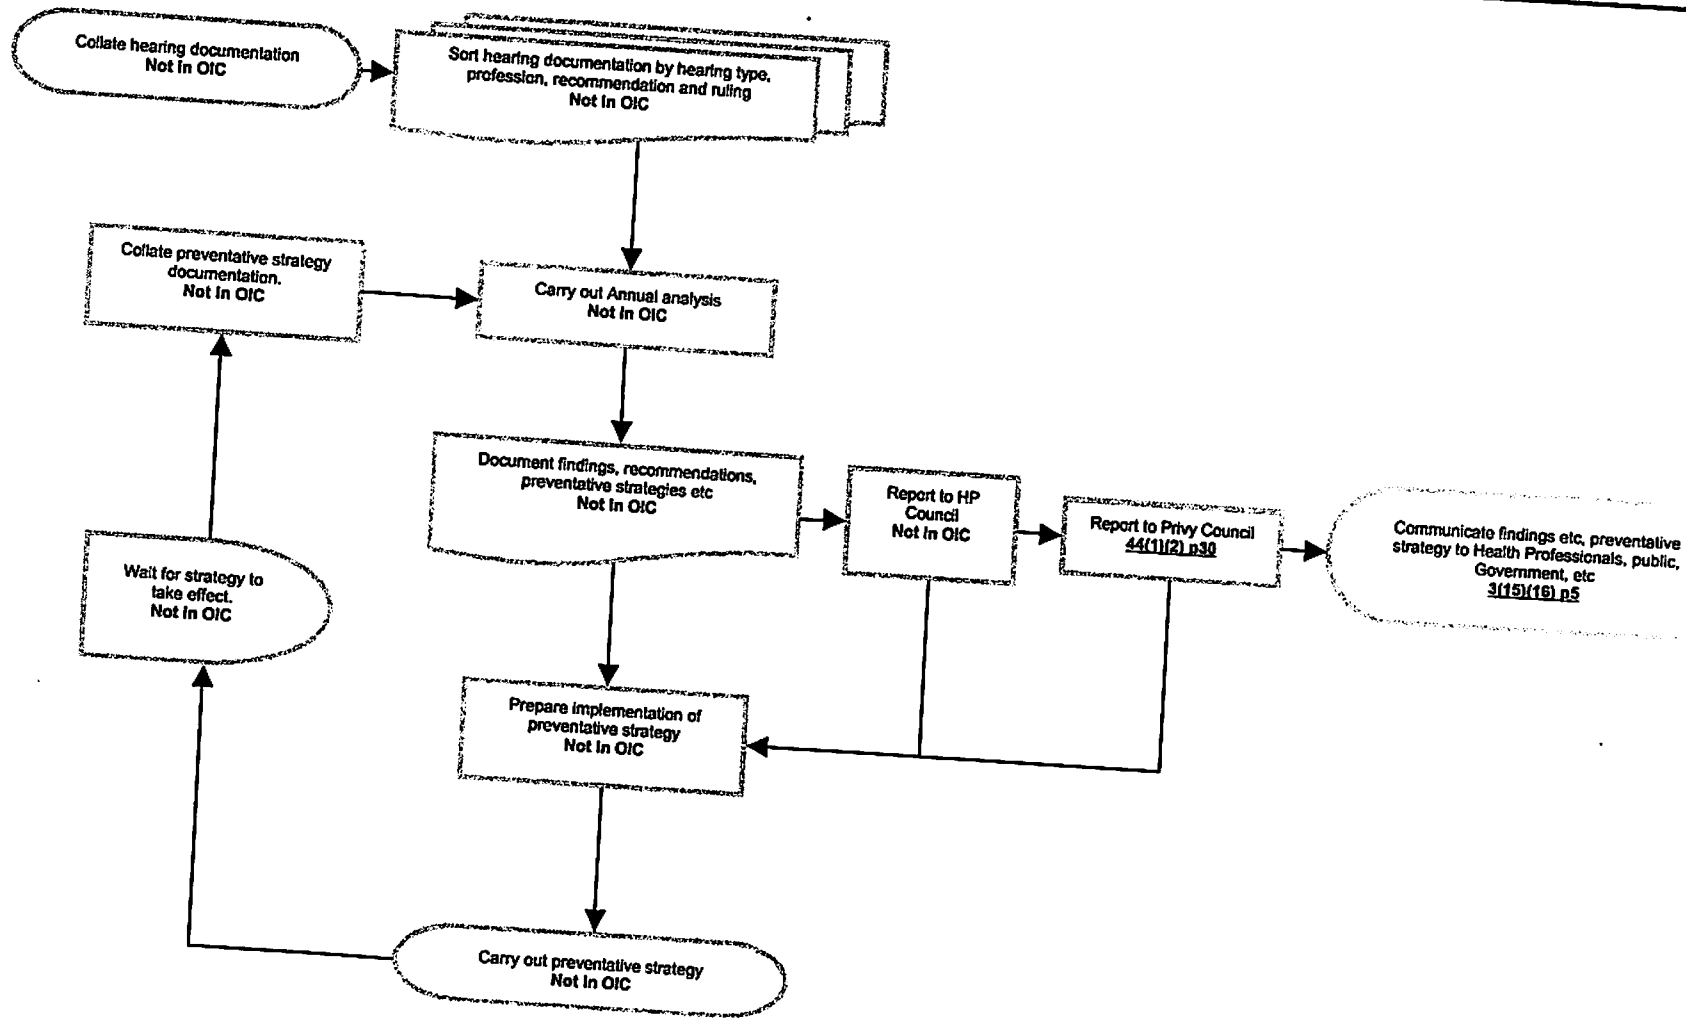 Collate hearing documentation
Not in OIC
Sort hearing documentation by hearing type,
profession, recommendation and ruling
Not in OIC
Collate preventative strategy
documentation.
Not in OIC
Carry out Annual analysis
Not in OIC
Document findings, recommendations,
preventative strategies etc
Not in OIC
Report to HP
Council
Not in OIC
Report to Privy Council
44(1)(2) p30
Communicate findings etc, preventative
strategy to Health Professionals, public,
Government, etc
3(15)(16) p5
Wait for strategy to
take effect.
Not in OIC
Prepare implementation of
preventative strategy
Not in OIC
Carry out preventative strategy
Not in OIC